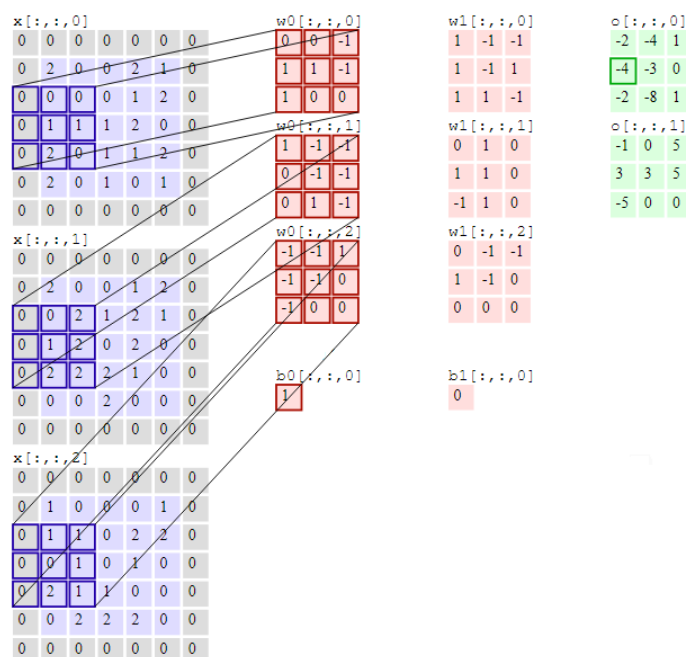 x[:,:,0]
0 0 0 0 0 0 0
0 2 0 0 2 1 0
0 0 0 0 1 2 0
0 1 1 1 2 0 0
0 2 0 1 1 2 0
0 2 0 1 0 1 0
0 0 0 0 0 0 0
x[:,:,1]
0 0 0 0 0 0 0
0 2 0 0 1 2 0
0 0 2 1 2 1 0
0 1 2 0 2 0 0
0 2 2 2 1 0 0
0 0 0 2 0 0 0
0 0 0 0 0 0 0
x[:,:,2]
0 0 0 0 0 0 0
0 1 0 0 0 1 0
0 1 1 0 2 2 0
0 0 1 0 1 0 0
0 2 1 1 0 0 0
0 0 2 2 2 0 0
0 0 0 0 0 0 0
w0[:,:,0]
0 0 -1
1 1 -1
1 0 0
w0[:,:,1]
1 -1 -1
0 -1 -1
0 1 -1
w0[:,:,2]
-1 -1 1
-1 -1 0
-1 0 0
b0[:,:,0]
1
w1[:,:,0]
1 -1 -1
1 -1 1
1 1 -1
w1[:,:,1]
0 1 0
1 1 0
-1 1 0
w1[:,:,2]
0 -1 -1
1 -1 0
0 0 0
b1[:,:,0]
0
o[:,:,0]
-2 -4 1
-4 -3 0
-2 -8 1
o[:,:,1]
-1 0 5
3 3 5
-5 0 0